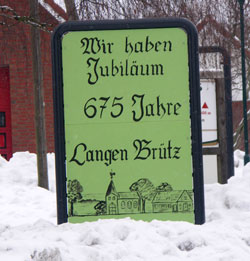 Wir haben
Jubiläum
675 Jahre
Langen Brütz